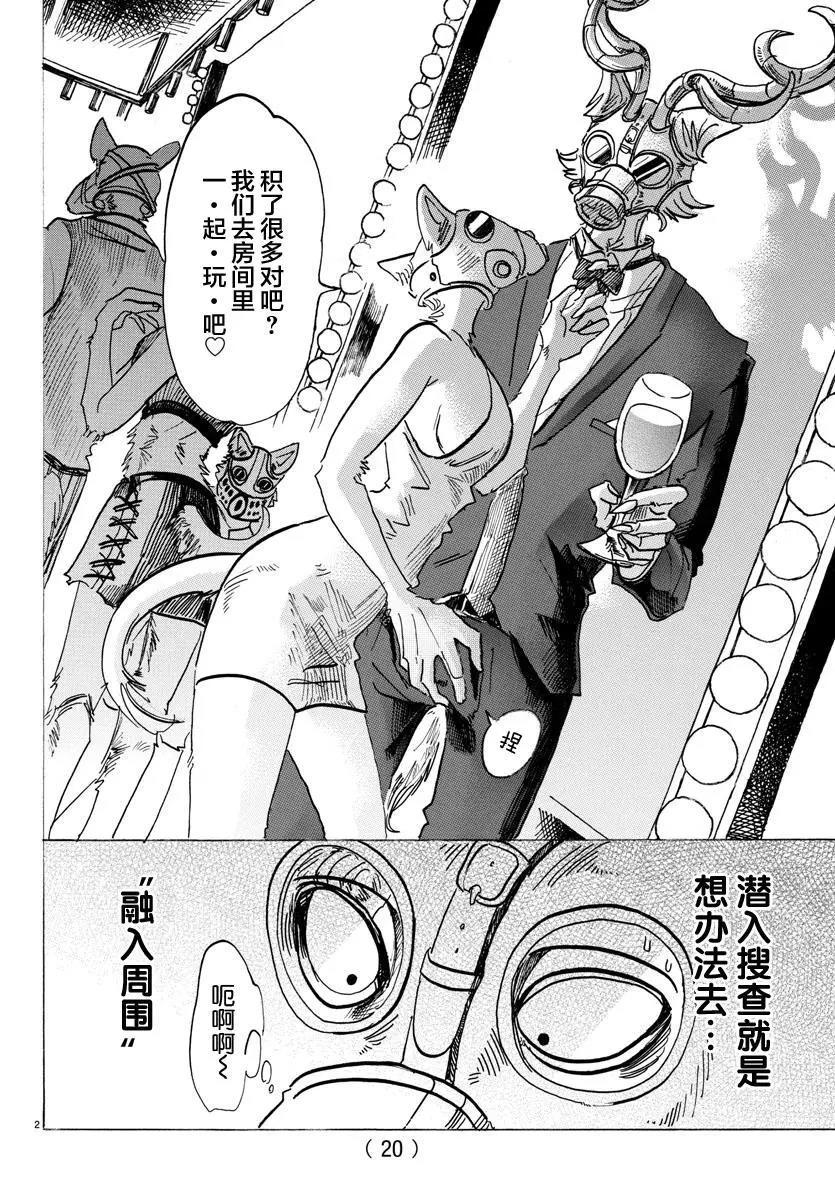 积了很多对吧?
我们去房间里
一・起・玩・吧♡
捏
潜入搜查就是
想办法去…
“融入周围”
呃啊啊～
2
(20)